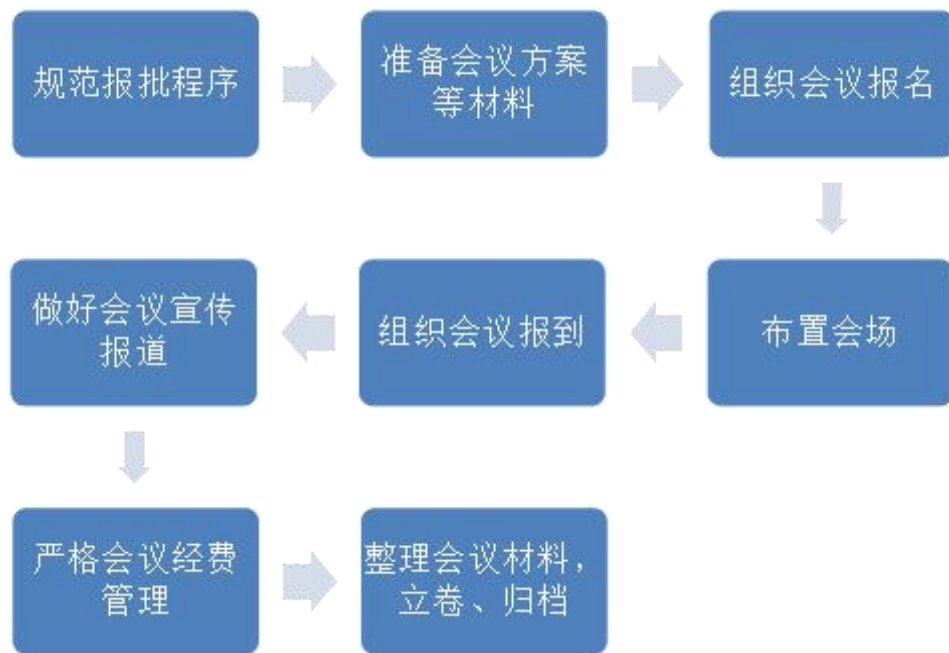 规范报批程序
准备会议方案
等材料
组织会议报名
布置会场
组织会议报到
做好会议宣传
报道
严格会议经费
管理
整理会议材料，
立卷、归档